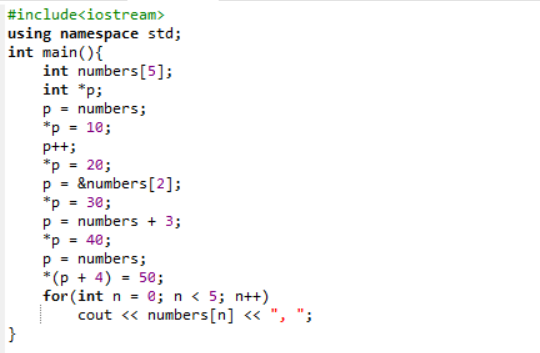 #include<iostream>
using namespace std;
int main(){
    int numbers[5];
    int *p;
    p = numbers;
    *p = 10;
    p++;
    *p = 20;
    p = &numbers[2];
    *p = 30;
    p = numbers + 3;
    *p = 40;
    p = numbers;
    *(p + 4) = 50;
    for(int n = 0; n < 5; n++)
        cout << numbers[n] << ", ";
}